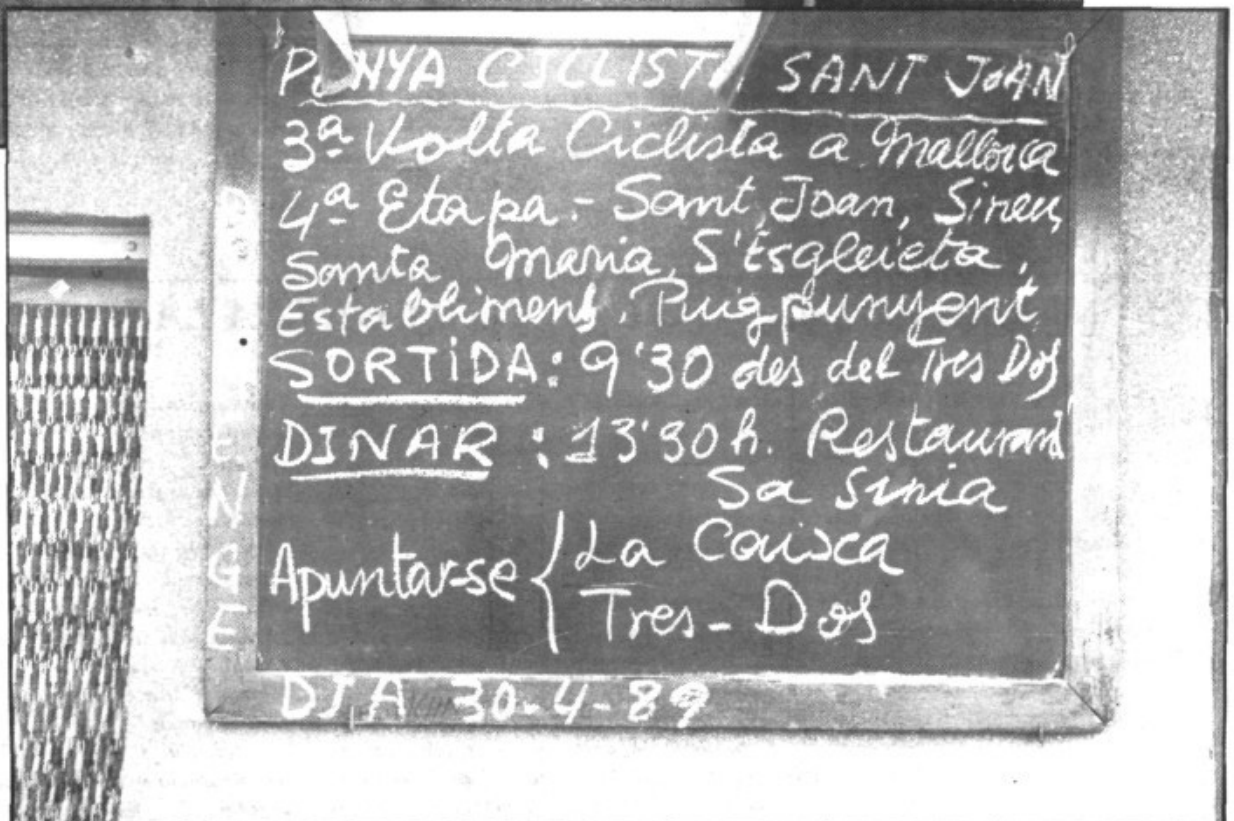 PENYA CICLISTA SANT JOAN
3ª Volta Ciclista a Mallorca
4ª Etapa - Sant Joan, Sineu,
Santa Maria, S'Esgleieta,
Establiments, Puigpunyent
SORTIDA: 9'30 des del Tres Dos
DINAR: 13'30h. Restaurant
Sa Sinia
Apuntar-se { La Caisca
Tres-Dos
DIA 30-4-89